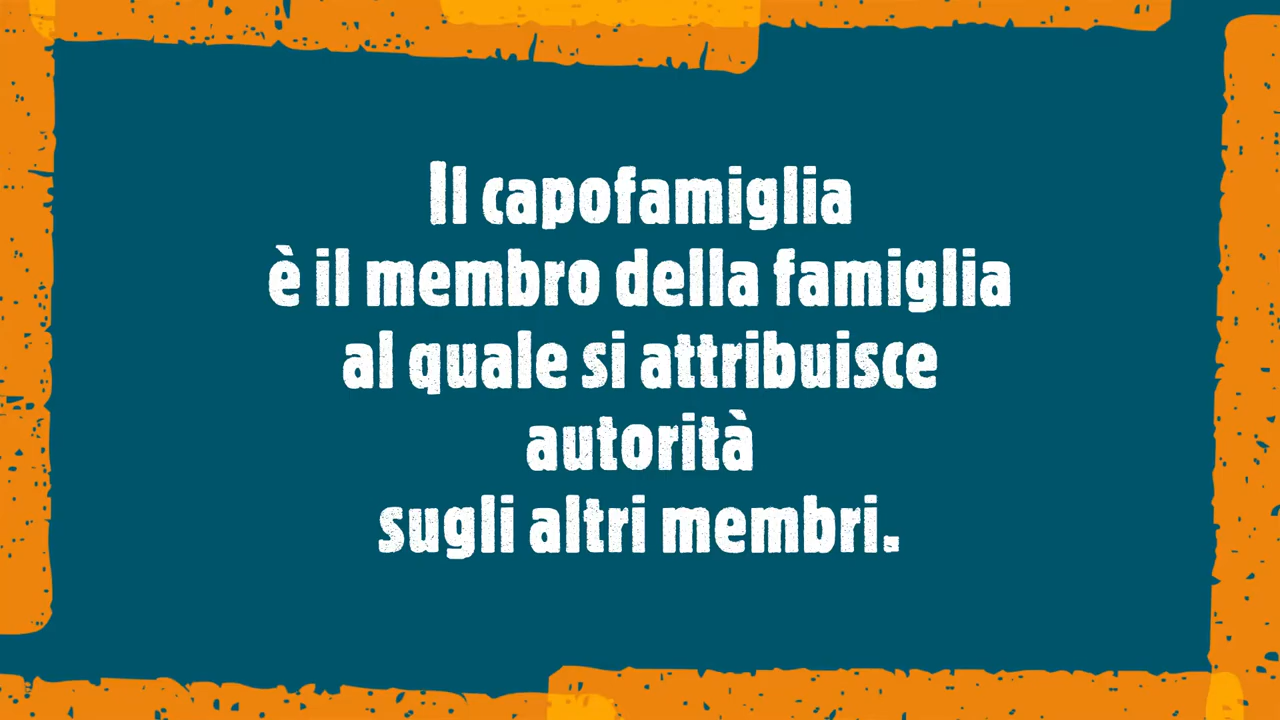 Il capofamiglia
è il membro della famiglia
al quale si attribuisce
autorità
sugli altri membri.